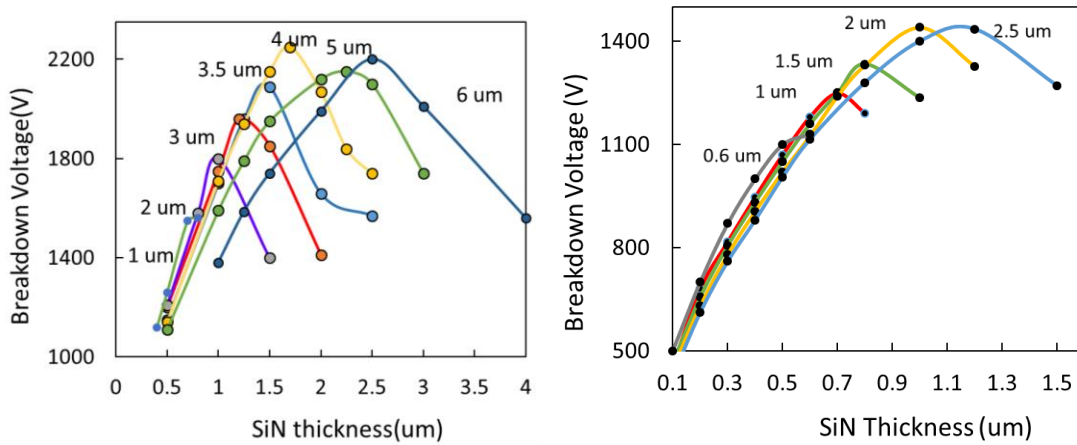 2200
1800
1400
1000
Breakdown Voltage(V)
0
0.5
1
1.5
2
2.5
3
3.5
4
SiN thickness(um)
1 um
2 um
3 um
3.5 um
4 um
5 um
6 um
1400
1100
800
500
Breakdown Voltage (V)
0.1
0.3
0.5
0.7
0.9
1.1
1.3
1.5
SiN Thickness (um)
0.6 um
1 um
1.5 um
2 um
2.5 um